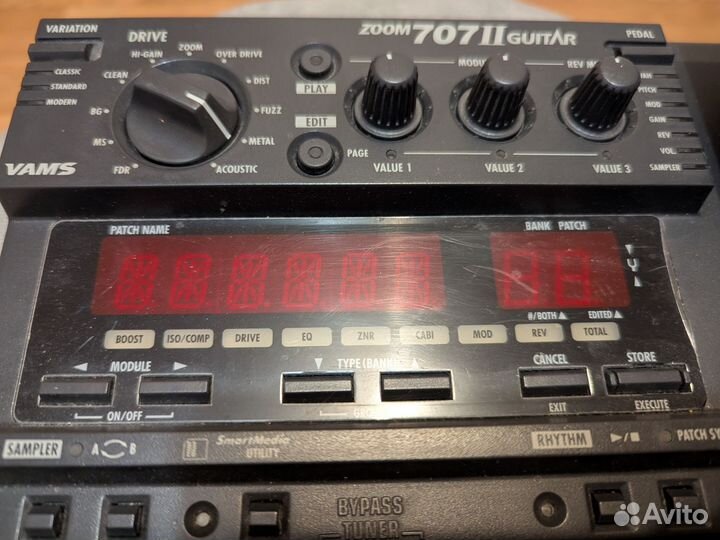 VARIATION
DRIVE
ZOOM 707II GUITAR
PEDAL
HI-GAIN
ZOOM
OVER DRIVE
CLASSIC
STANDARD
MODERN
CLEAN
DIST
PLAY
PITCH
BG
FUZZ
EDIT
MOD
GAIN
MS
METAL
REV
VAMS
FDR
ACOUSTIC
PAGE
VALUE 1
VALUE 2
VALUE 3
VOL
SAMPLER
PATCH NAME
BANK PATCH
#/BOTH ▲
EDITED ▲
BOOST ISO/COMP DRIVE EQ ZNR CABI MOD REV TOTAL
◄ MODULE ►
▼ TYPE (BANK) ▲
CANCEL
STORE
ON/OFF
EXIT
EXECUTE
SAMPLER
A B
SmartMedia
UTILITY
RHYTHM
►/■
BYPASS
TUNER
Avito